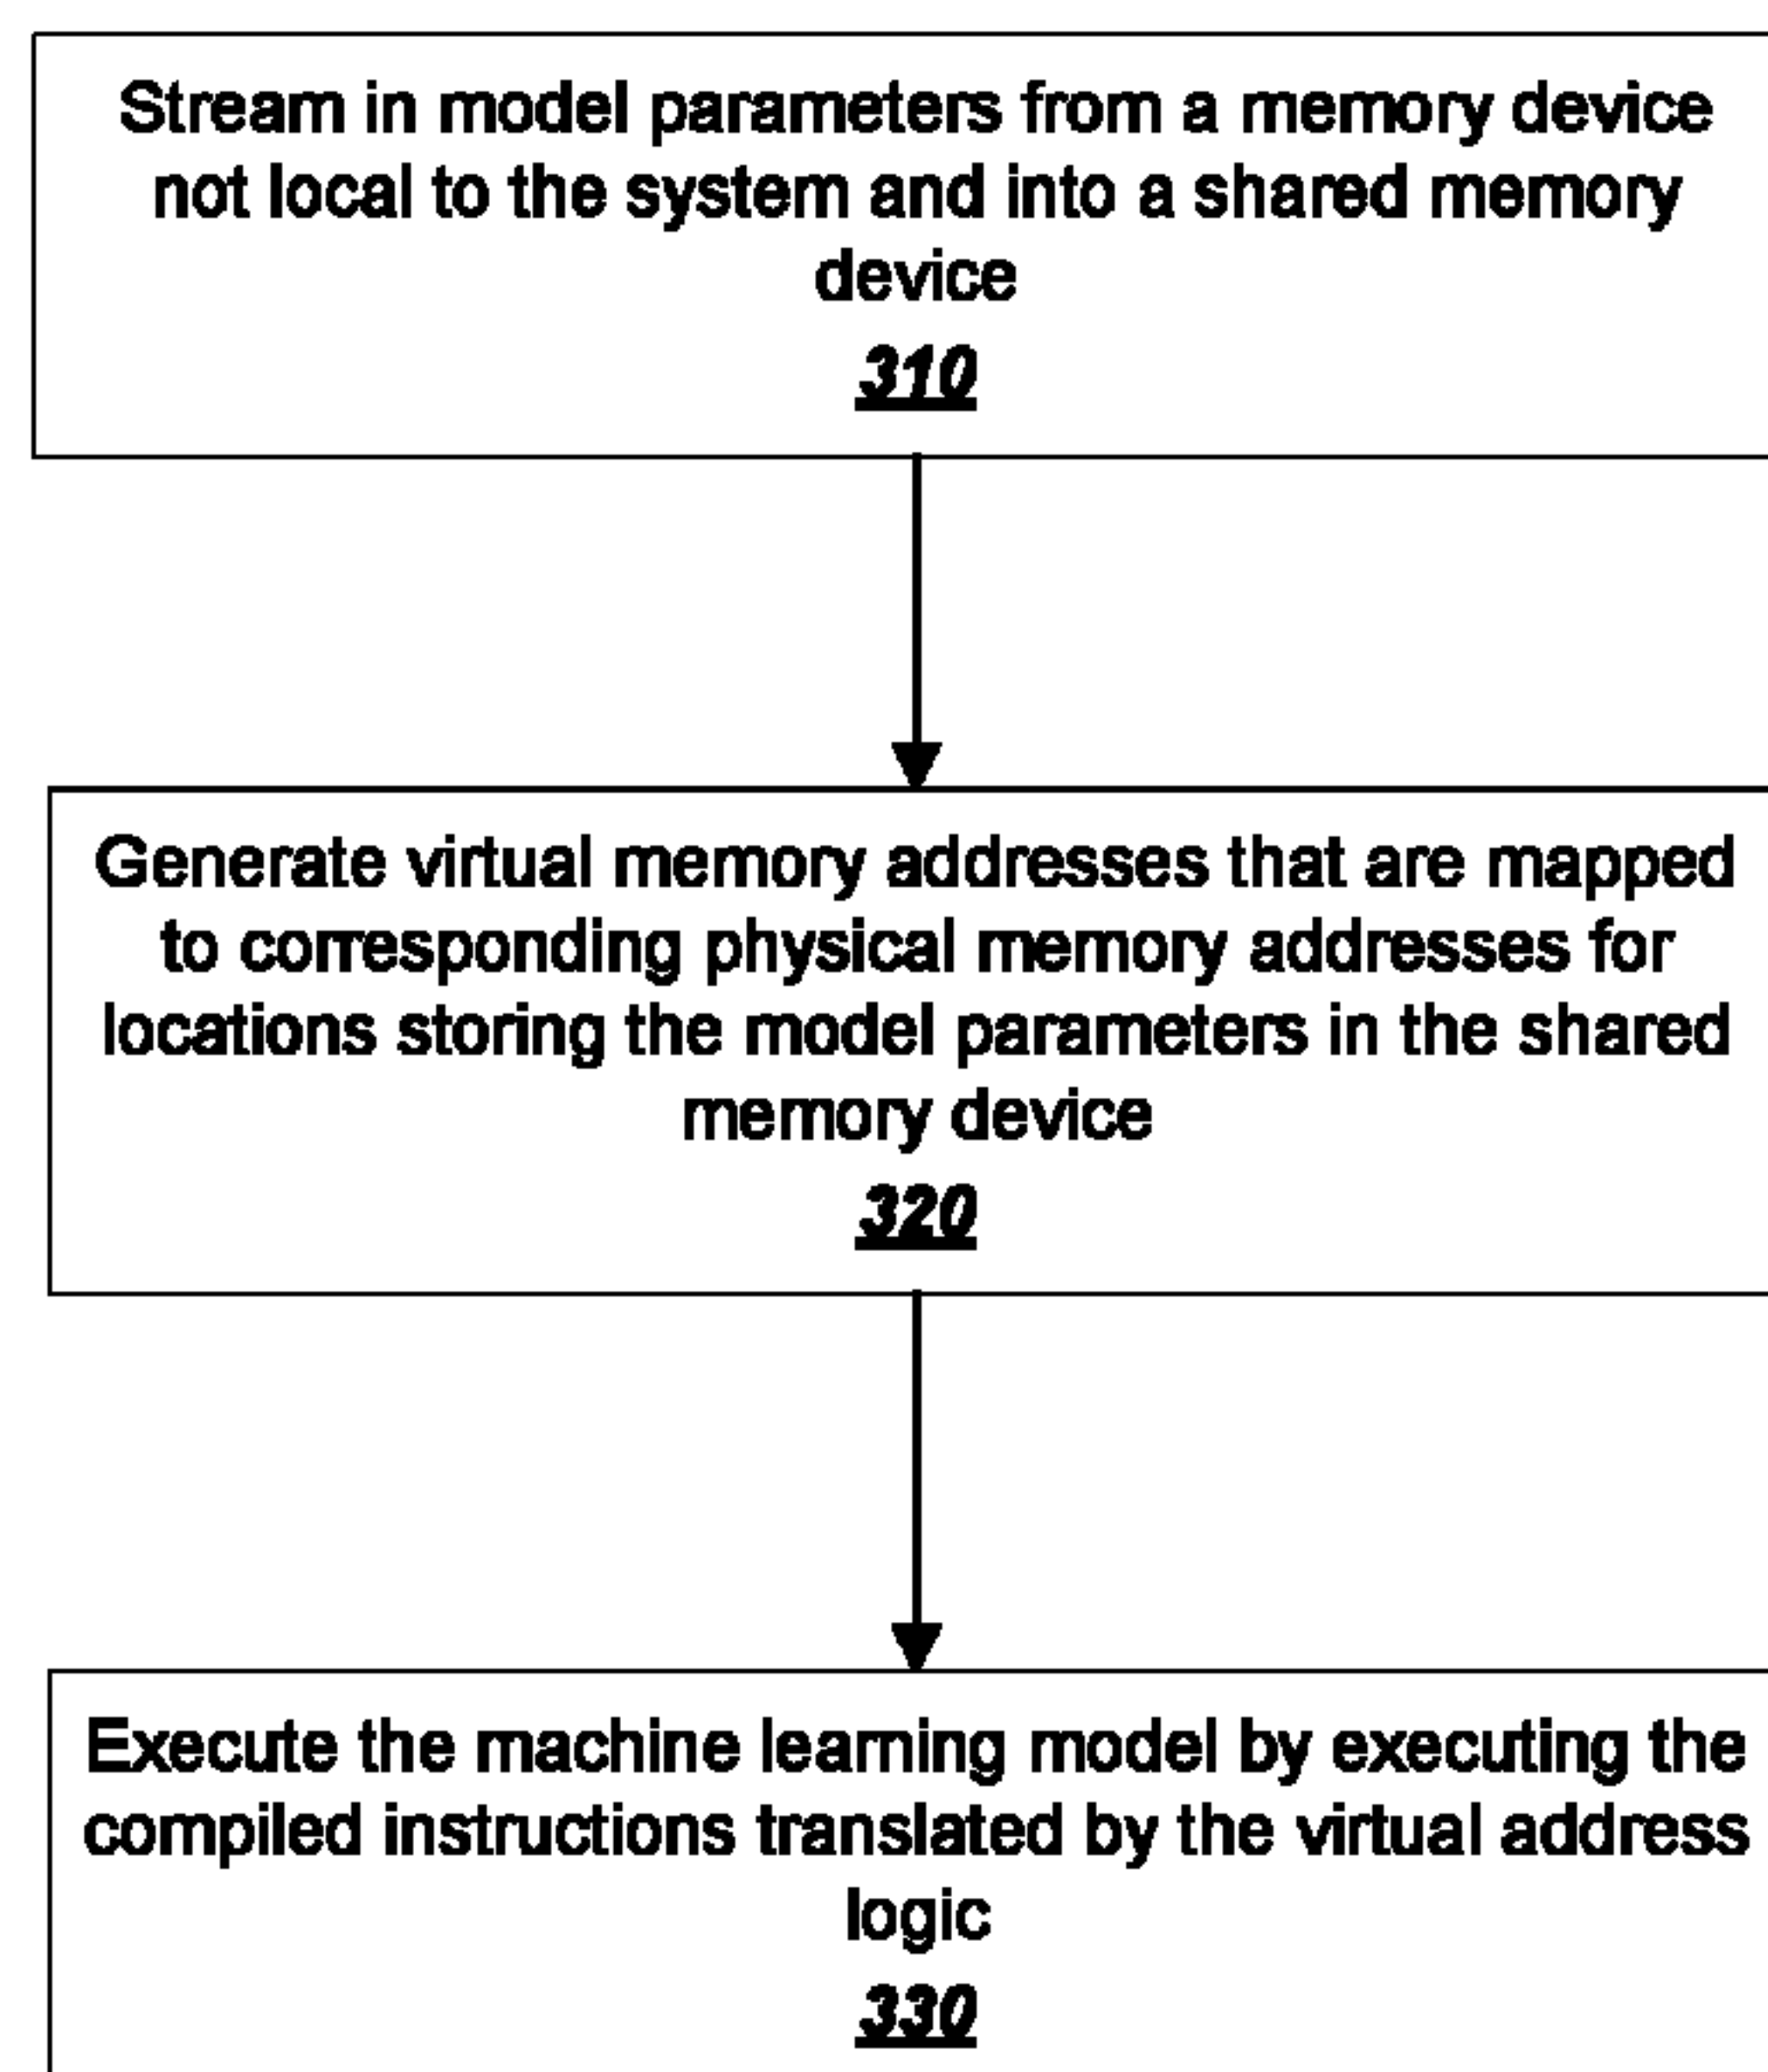 Stream in model parameters from a memory device
not local to the system and into a shared memory
device
310
Generate virtual memory addresses that are mapped
to corresponding physical memory addresses for
locations storing the model parameters in the shared
memory device
320
Execute the machine learning model by executing the
compiled instructions translated by the virtual address
logic
330